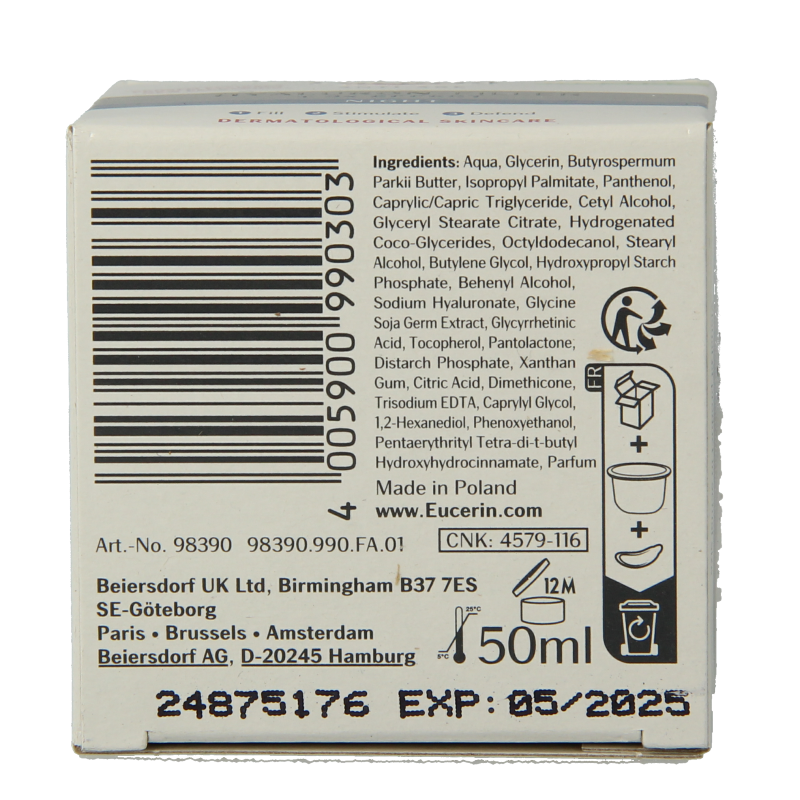 NIGHT
Fill Stimulate Defend
DERMATOLOGICAL SKINCARE
4 005900 990303
Ingredients: Aqua, Glycerin, Butyrospermum
Parkii Butter, Isopropyl Palmitate, Panthenol,
Caprylic/Capric Triglyceride, Cetyl Alcohol,
Glyceryl Stearate Citrate, Hydrogenated
Coco-Glycerides, Octyldodecanol, Stearyl
Alcohol, Butylene Glycol, Hydroxypropyl Starch
Phosphate, Behenyl Alcohol,
Sodium Hyaluronate, Glycine
Soja Germ Extract, Glycyrrhetinic
Acid, Tocopherol, Pantolactone,
Distarch Phosphate, Xanthan
Gum, Citric Acid, Dimethicone,
Trisodium EDTA, Caprylyl Glycol,
1,2-Hexanediol, Phenoxyethanol,
Pentaerythrityl Tetra-di-t-butyl
Hydroxyhydrocinnamate, Parfum
Made in Poland
www.Eucerin.com
FR
+
+
Art.-No. 98390 98390.990.FA.01
CNK: 4579-116
Beiersdorf UK Ltd, Birmingham B37 7ES
SE-Göteborg
Paris • Brussels • Amsterdam
Beiersdorf AG, D-20245 Hamburg
25°C
5°C
12M
50ml
24875176 EXP: 05/2025